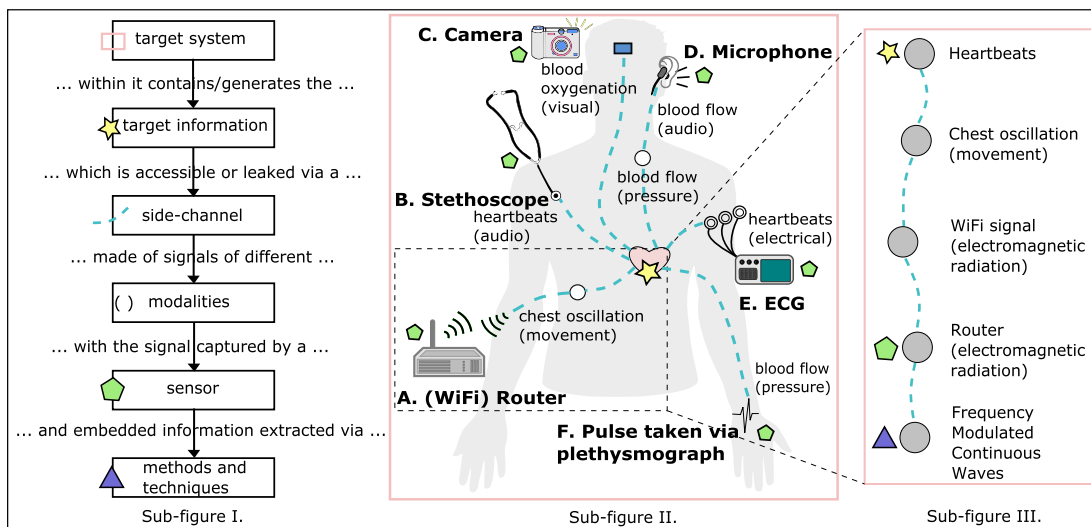 target system
... within it contains/generates the ...
target information
... which is accessible or leaked via a ...
side-channel
... made of signals of different ...
( ) modalities
... with the signal captured by a ...
sensor
... and embedded information extracted via ...
methods and
techniques
Sub-figure I.
C. Camera
blood
oxygenation
(visual)
D. Microphone
blood flow
(audio)
blood flow
(pressure)
B. Stethoscope
heartbeats
(audio)
heartbeats
(electrical)
E. ECG
chest oscillation
(movement)
A. (WiFi) Router
blood flow
(pressure)
F. Pulse taken via
plethysmograph
Sub-figure II.
Heartbeats
Chest oscillation
(movement)
WiFi signal
(electromagnetic
radiation)
Router
(electromagnetic
radiation)
Frequency
Modulated
Continuous
Waves
Sub-figure III.